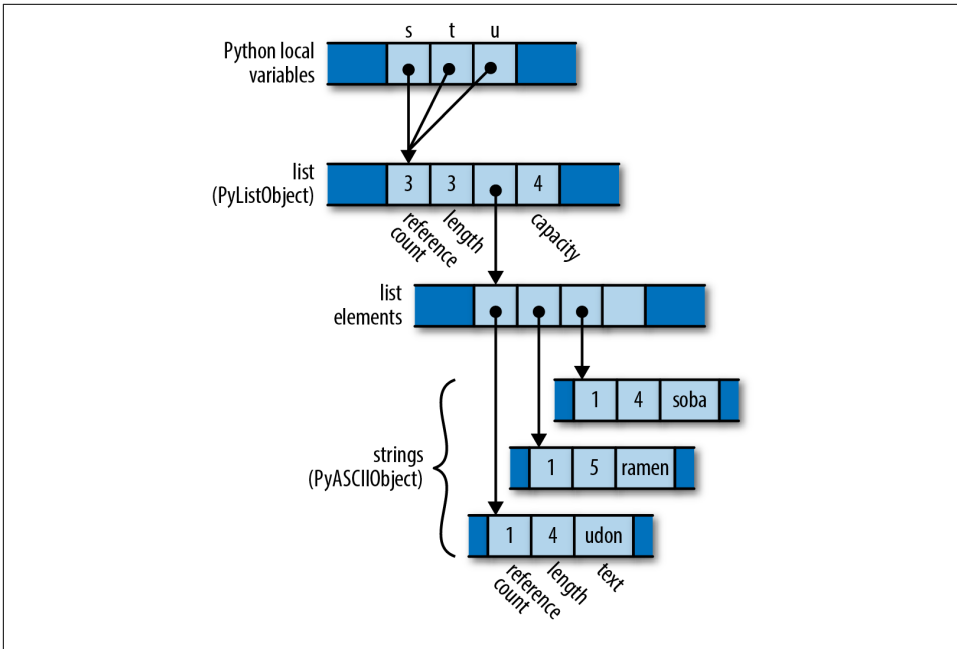 s t u
Python local
variables
list
(PyListObject)
3 3 4
reference
count
length
capacity
list
elements
1 4 soba
strings
(PyASCIIObject)
1 5 ramen
1 4 udon
reference
count
length
text